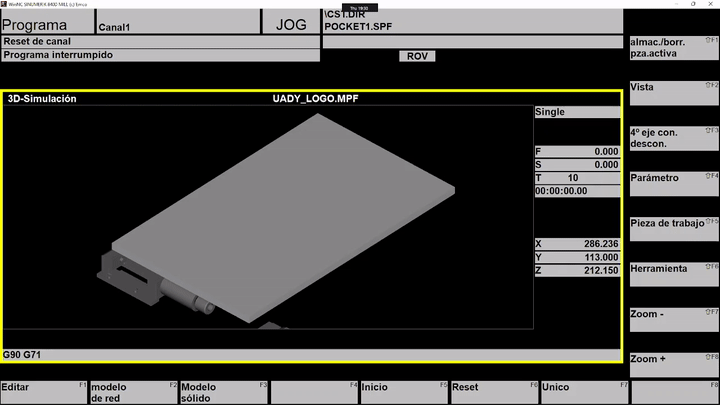 WinNC SINUMERIK 840D MILL (c) Emco
Thu 19:50
Programa
Canal1
JOG
\CS1.DIR
POCKET1.SPF
Reset de canal
Programa interrumpido
ROV
3D-Simulación
UADY_LOGO.MPF
Single
F 0.000
S 0.000
T 10
00:00:00.00
X 286.236
Y 113.000
Z 212.150
G90 G71
almac./borr. F1
pza.activa
Vista F2
4º eje con. F3
descon.
Parámetro F4
Pieza de trabajo F5
Herramienta F6
Zoom - F7
Zoom + F8
Editar F1
modelo F2
de red
Modelo F3
sólido
F4
Inicio F5
Reset F6
Unico F7
F8